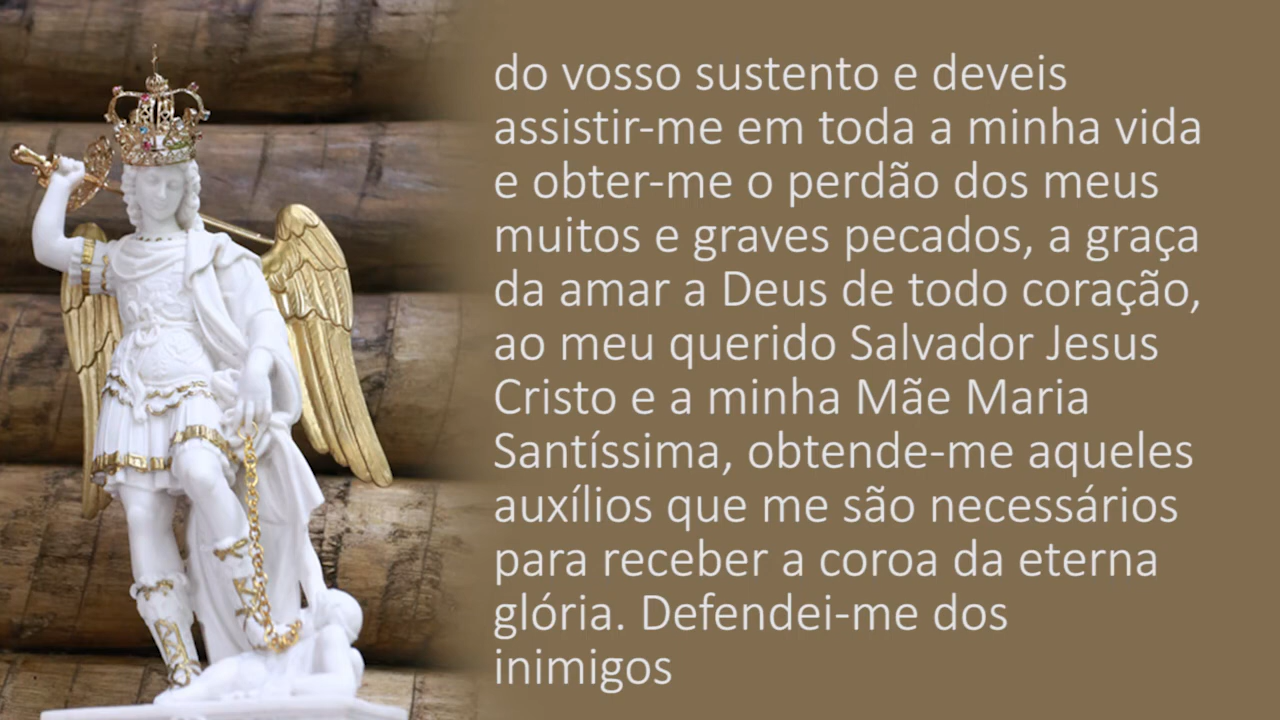 do vosso sustento e deveis
assistir-me em toda a minha vida
e obter-me o perdão dos meus
muitos e graves pecados, a graça
da amar a Deus de todo coração,
ao meu querido Salvador Jesus
Cristo e a minha Mãe Maria
Santíssima, obtende-me aqueles
auxílios que me são necessários
para receber a coroa da eterna
glória. Defendei-me dos
inimigos